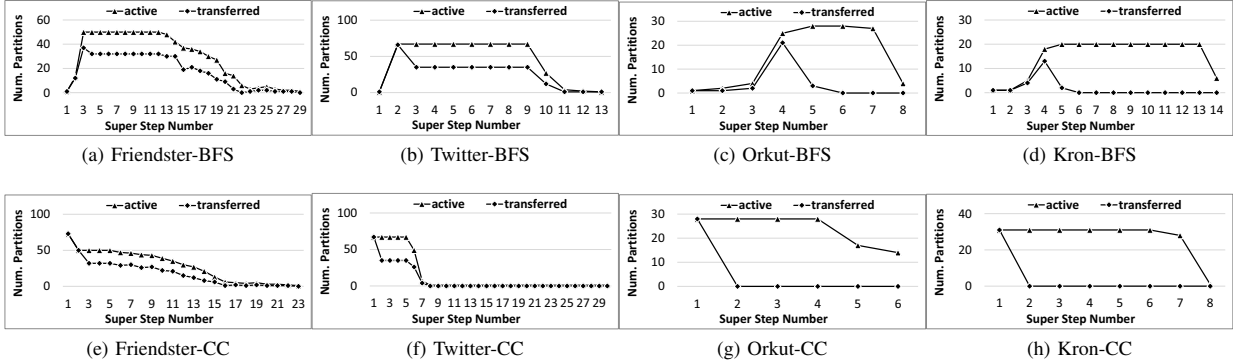 active transferred
Num. Partitions
60
40
20
0
1 3 5 7 9 11 13 15 17 19 21 23 25 27 29
Super Step Number
(a) Friendster-BFS
active transferred
Num. Partitions
100
50
0
1 2 3 4 5 6 7 8 9 10 11 12 13
Super Step Number
(b) Twitter-BFS
active transferred
Num. Partitions
30
20
10
0
1 2 3 4 5 6 7 8
Super Step Number
(c) Orkut-BFS
active transferred
Num. Partitions
30
20
10
0
1 2 3 4 5 6 7 8 9 10 11 12 13 14
Super Step Number
(d) Kron-BFS
active transferred
Num. Partitions
100
50
0
1 3 5 7 9 11 13 15 17 19 21 23
Super Step Number
(e) Friendster-CC
active transferred
Num. Partitions
100
50
0
1 3 5 7 9 11 13 15 17 19 21 23 25 27 29
Super Step Number
(f) Twitter-CC
active transferred
Num. Partitions
30
20
10
0
1 2 3 4 5 6
Super Step Number
(g) Orkut-CC
active transferred
Num. Partitions
40
20
0
1 2 3 4 5 6 7 8
Super Step Number
(h) Kron-CC